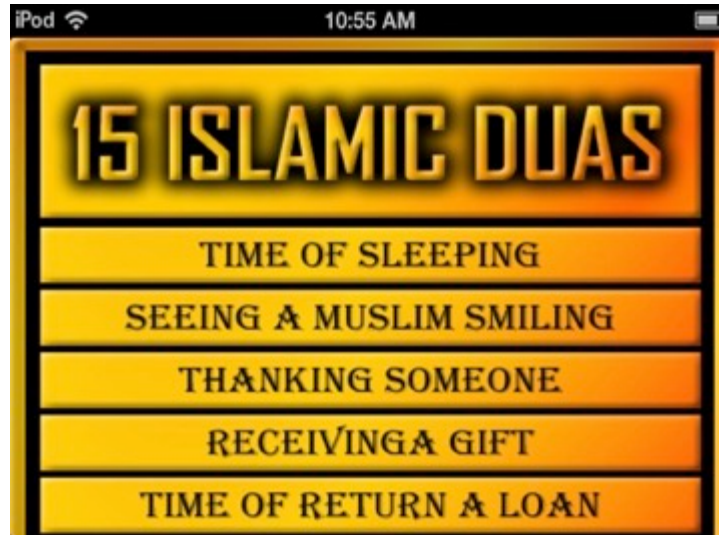 iPod 10:55 AM
15 ISLAMIC DUAS
TIME OF SLEEPING
SEEING A MUSLIM SMILING
THANKING SOMEONE
RECEIVINGA GIFT
TIME OF RETURN A LOAN